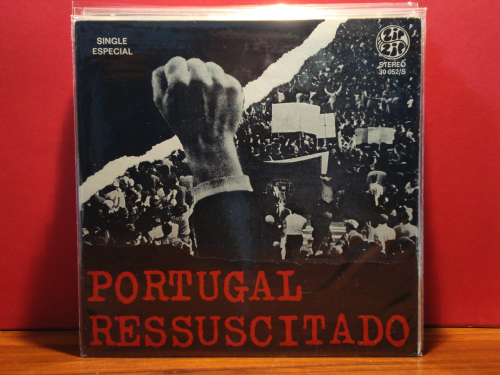 SINGLE
ESPECIAL
STEREO
30-052/S
PORTUGAL
RESSUSCITADO